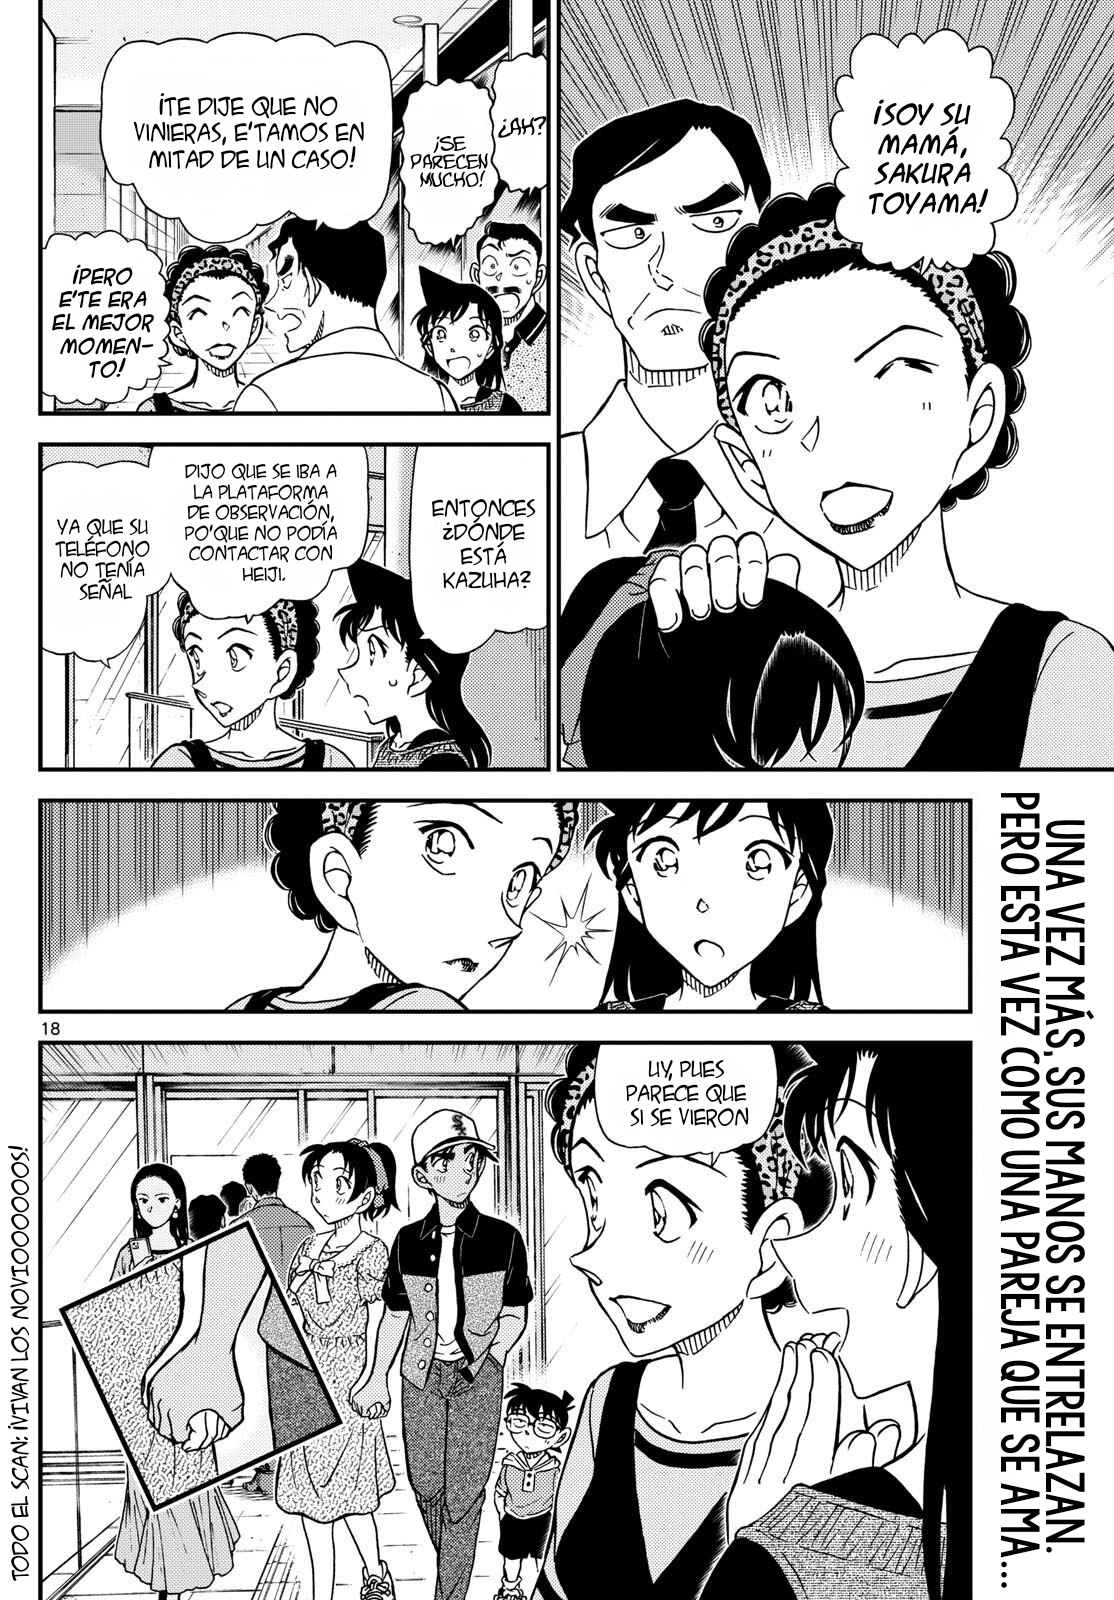 ¡SOY SU
MAMÁ,
SAKURA
TOYAMA!
¿AH?
¡SE
PARECEN
MUCHO!
¡TE DIJE QUE NO
VINIERAS, E'TAMOS EN
MITAD DE UN CASO!
¡PERO
E'TE ERA
EL MEJOR
MOMEN-
TO!
ENTONCES
¿DÓNDE
ESTÁ
KAZUHA?
DIJO QUE SE IBA A
LA PLATAFORMA
DE OBSERVACIÓN,
PO'QUE NO PODÍA
CONTACTAR CON
HEIJI.
YA QUE SU
TELÉFONO
NO TENÍA
SEÑAL
18
UY, PUES
PARECE QUE
SI SE VIERON
UNA VEZ MÁS, SUS MANOS SE ENTRELAZAN.
PERO ESTA VEZ COMO UNA PAREJA QUE SE AMA...
TODO EL SCAN: ¡VIVAN LOS NOVIOOOOOOOS!